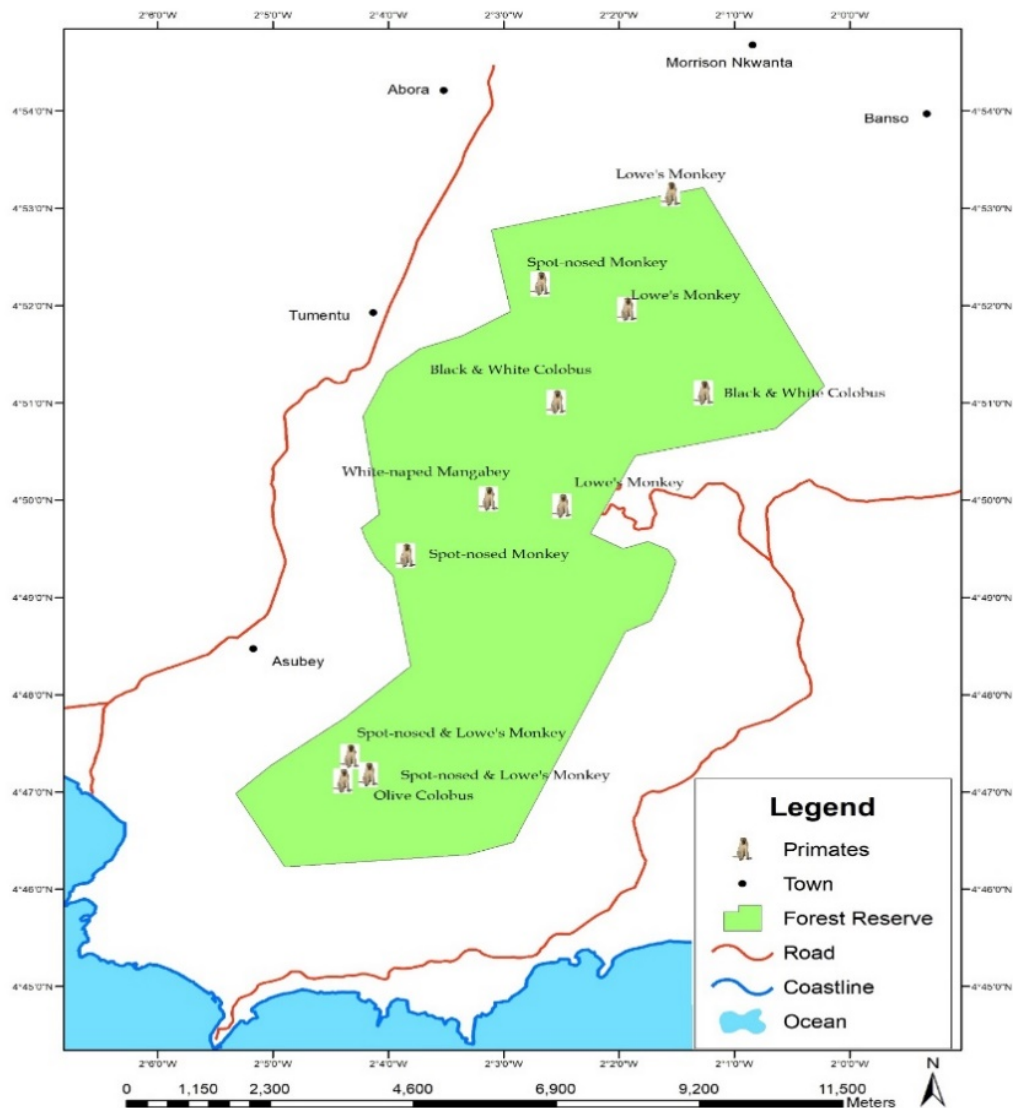 2°6'0"W 2°5'0"W 2°4'0"W 2°3'0"W 2°2'0"W 2°1'0"W 2°0'0"W
Morrison Nkwanta
Abora
4°54'0"N 4°54'0"N
Banso
Lowe's Monkey
4°53'0"N 4°53'0"N
Spot-nosed Monkey
Lowe's Monkey
4°52'0"N 4°52'0"N
Tumentu
Black & White Colobus
Black & White Colobus
4°51'0"N 4°51'0"N
White-naped Mangabey
Lowe's Monkey
4°50'0"N 4°50'0"N
Spot-nosed Monkey
4°49'0"N 4°49'0"N
Asubey
4°48'0"N 4°48'0"N
Spot-nosed & Lowe's Monkey
Spot-nosed & Lowe's Monkey
Olive Colobus
4°47'0"N 4°47'0"N
Legend
Primates
Town
Forest Reserve
Road
Coastline
Ocean
4°46'0"N 4°46'0"N
4°45'0"N 4°45'0"N
2°6'0"W 2°5'0"W 2°4'0"W 2°3'0"W 2°2'0"W 2°1'0"W 2°0'0"W
N
0 1,150 2,300 4,600 6,900 9,200 11,500
Meters